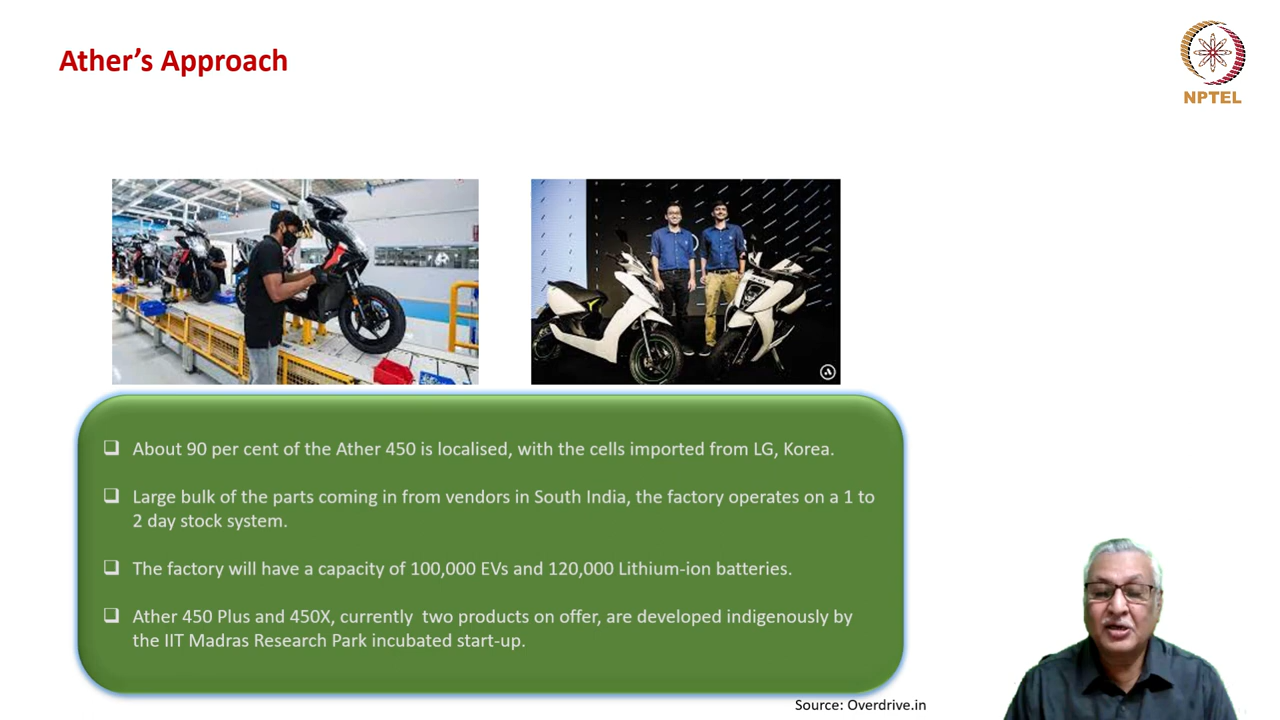 Ather’s Approach
NPTEL
❑ About 90 per cent of the Ather 450 is localised, with the cells imported from LG, Korea.
❑ Large bulk of the parts coming in from vendors in South India, the factory operates on a 1 to
2 day stock system.
❑ The factory will have a capacity of 100,000 EVs and 120,000 Lithium-ion batteries.
❑ Ather 450 Plus and 450X, currently  two products on offer, are developed indigenously by
the IIT Madras Research Park incubated start-up.
Source: Overdrive.in